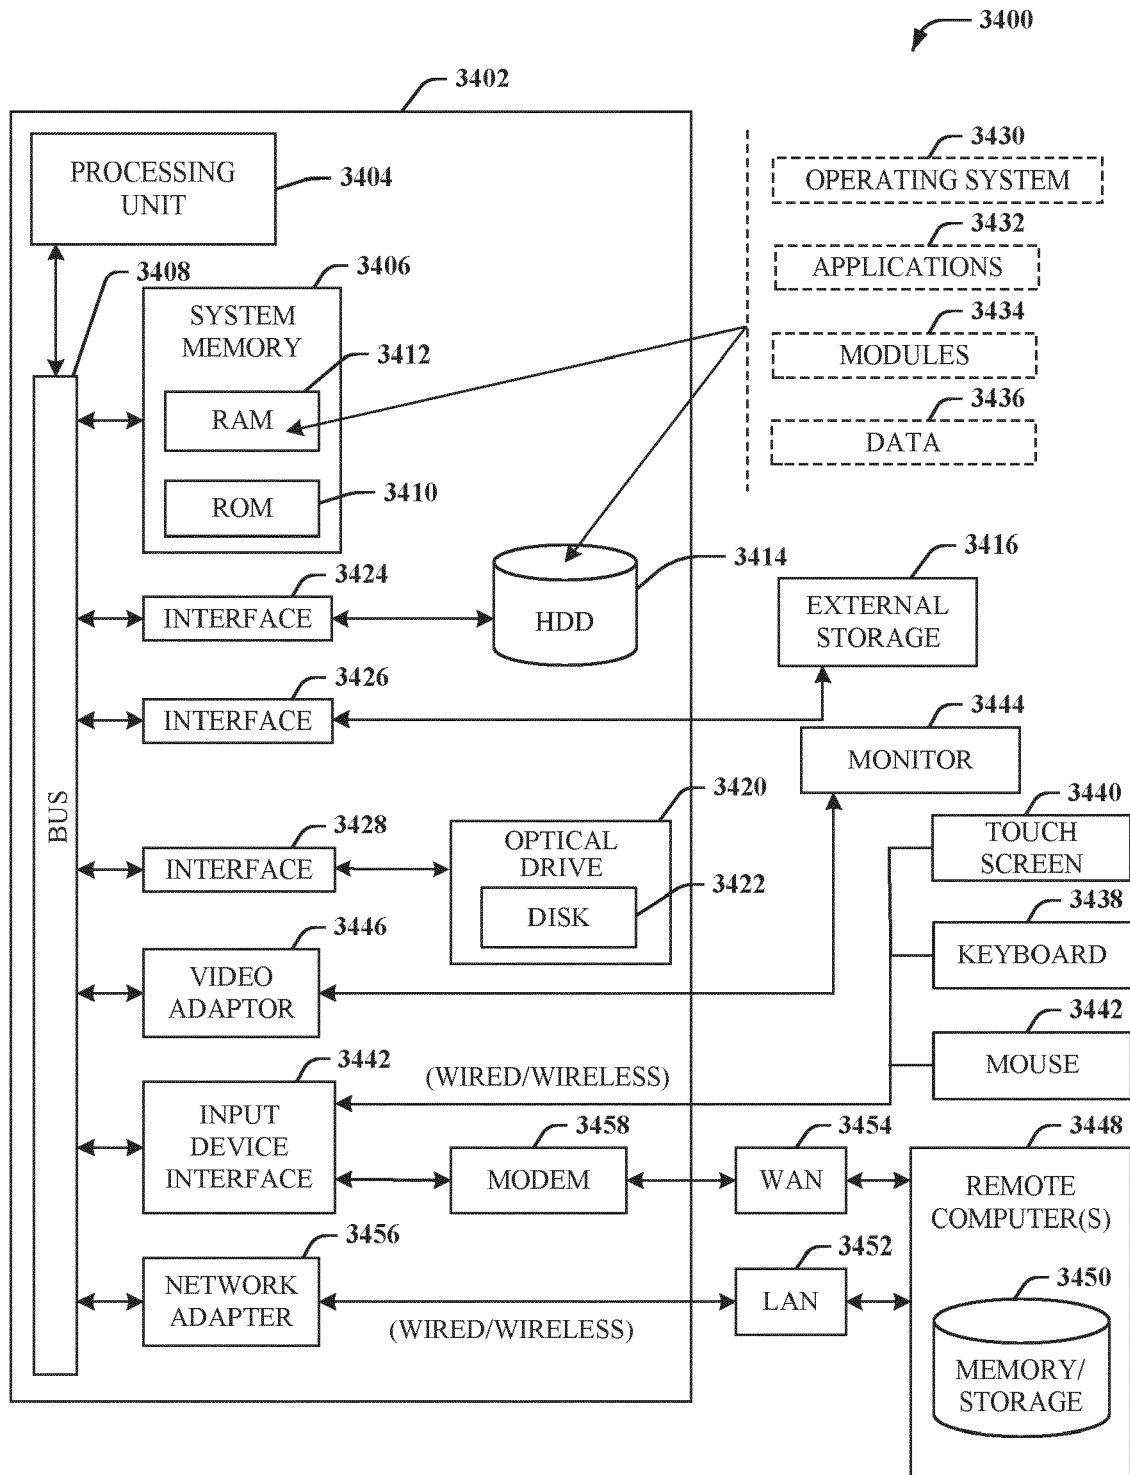 3400
3402
PROCESSING
UNIT
3404
3430
OPERATING SYSTEM
3432
APPLICATIONS
3434
MODULES
3436
DATA
3408
3406
SYSTEM
MEMORY
3412
RAM
3410
ROM
3424
INTERFACE
3414
HDD
3416
EXTERNAL
STORAGE
3426
INTERFACE
3444
MONITOR
BUS
3428
INTERFACE
3420
OPTICAL
DRIVE
3422
DISK
3440
TOUCH
SCREEN
3438
KEYBOARD
3442
MOUSE
3446
VIDEO
ADAPTOR
3442
INPUT
DEVICE
INTERFACE
(WIRED/WIRELESS)
3458
MODEM
3454
WAN
3448
REMOTE
COMPUTER(S)
3456
NETWORK
ADAPTER
(WIRED/WIRELESS)
3452
LAN
3450
MEMORY/
STORAGE